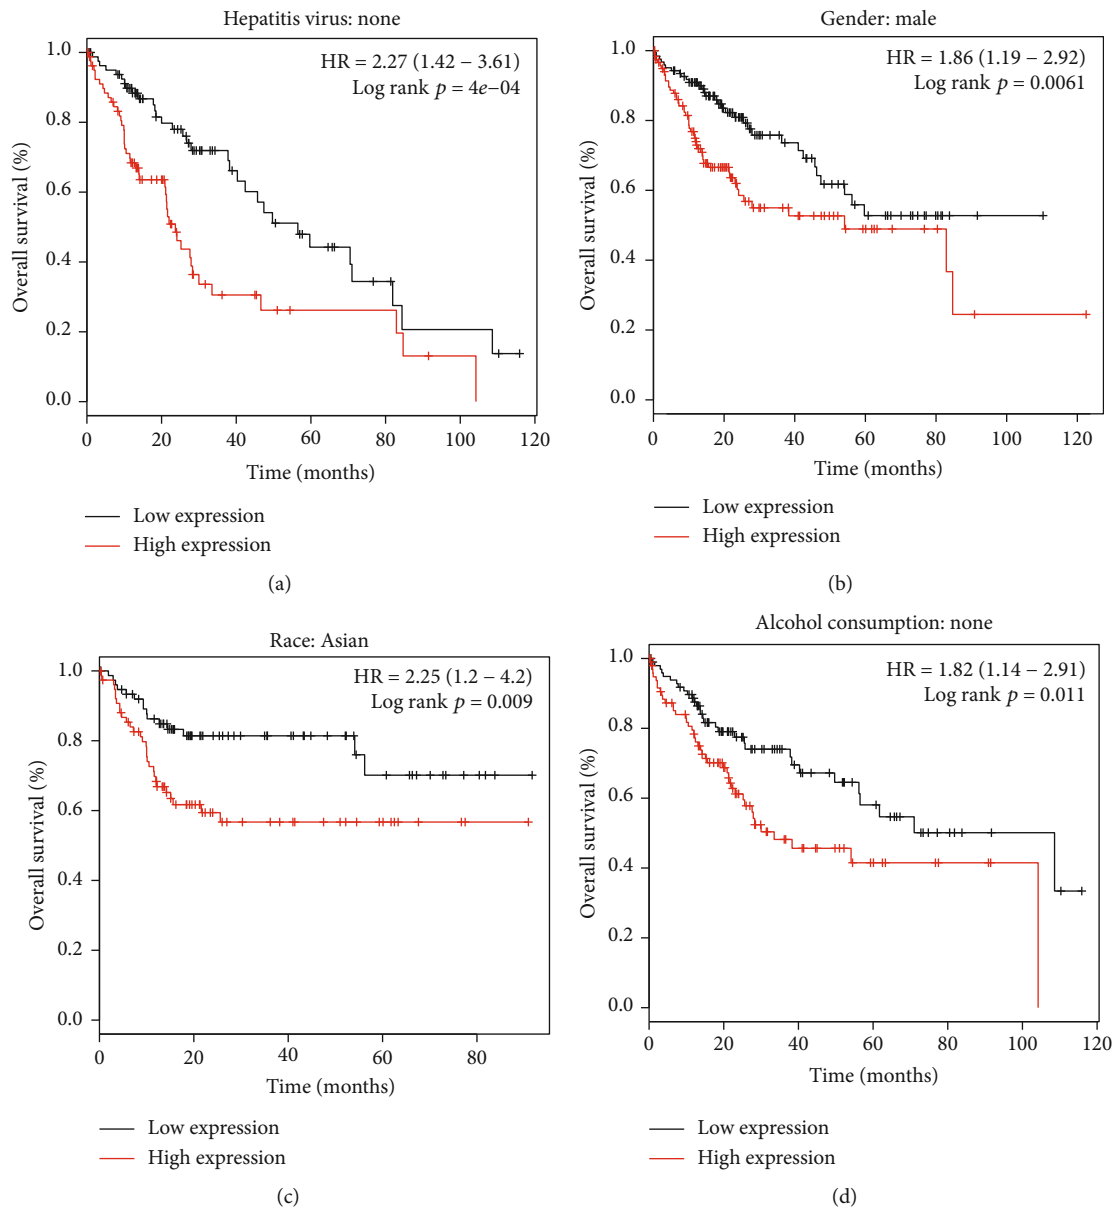 Hepatitis virus: none
HR = 2.27 (1.42 − 3.61)
Log rank p = 4e−04
Overall survival (%)
1.0
0.8
0.6
0.4
0.2
0.0
0 20 40 60 80 100 120
Time (months)
Low expression
High expression
(a)
Gender: male
HR = 1.86 (1.19 − 2.92)
Log rank p = 0.0061
Overall survival (%)
1.0
0.8
0.6
0.4
0.2
0.0
0 20 40 60 80 100 120
Time (months)
Low expression
High expression
(b)
Race: Asian
HR = 2.25 (1.2 − 4.2)
Log rank p = 0.009
Overall survival (%)
1.0
0.8
0.6
0.4
0.2
0.0
0 20 40 60 80
Time (months)
Low expression
High expression
(c)
Alcohol consumption: none
HR = 1.82 (1.14 − 2.91)
Log rank p = 0.011
Overall survival (%)
1.0
0.8
0.6
0.4
0.2
0.0
0 20 40 60 80 100 120
Time (months)
Low expression
High expression
(d)